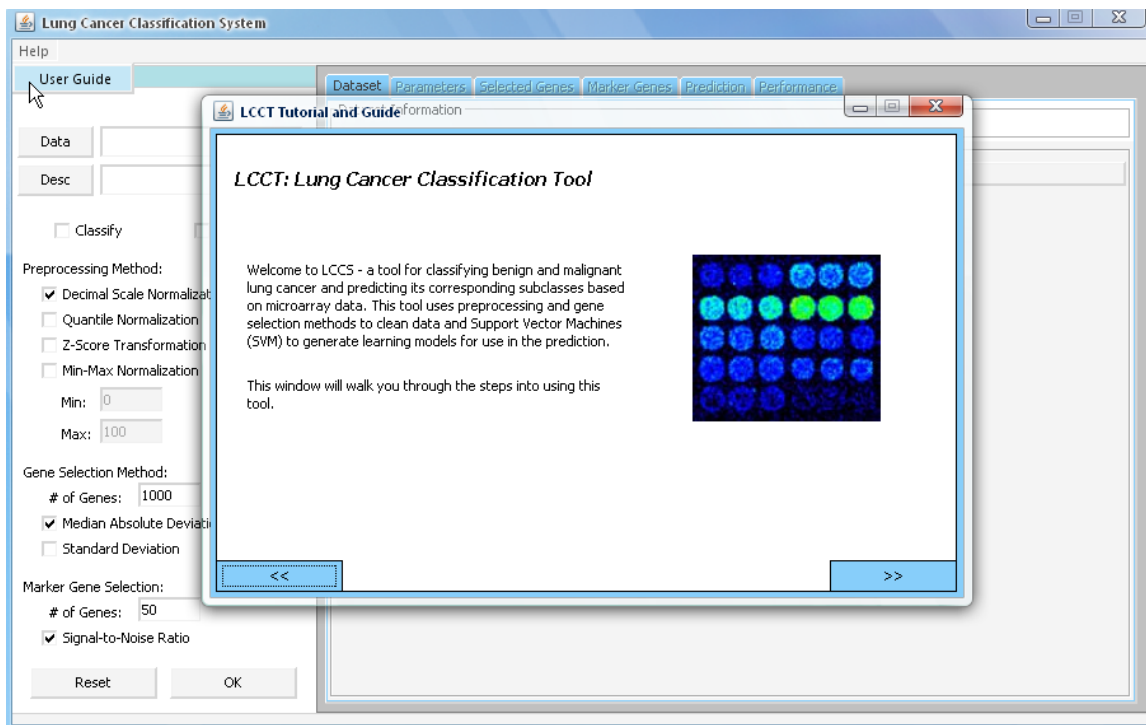 Lung Cancer Classification System
Help
User Guide
Dataset Parameters Selected Genes Marker Genes Prediction Performance
LCCT Tutorial and Guide
Information
Data
Desc
Classify
Preprocessing Method:
Decimal Scale Normalizat
Quantile Normalization
Z-Score Transformation
Min-Max Normalization
Min: 0
Max: 100
Gene Selection Method:
# of Genes: 1000
Median Absolute Deviati
Standard Deviation
Marker Gene Selection:
# of Genes: 50
Signal-to-Noise Ratio
Reset OK
LCCT: Lung Cancer Classification Tool
Welcome to LCCS - a tool for classifying benign and malignant
lung cancer and predicting its corresponding subclasses based
on microarray data. This tool uses preprocessing and gene
selection methods to clean data and Support Vector Machines
(SVM) to generate learning models for use in the prediction.
This window will walk you through the steps into using this
tool.
<< >>